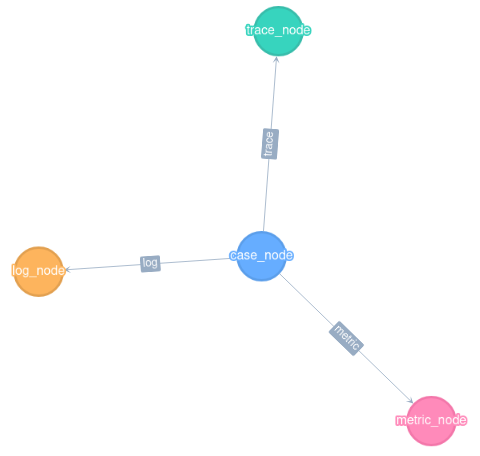 trace_node
trace
case_node
log
log_node
metric
metric_node